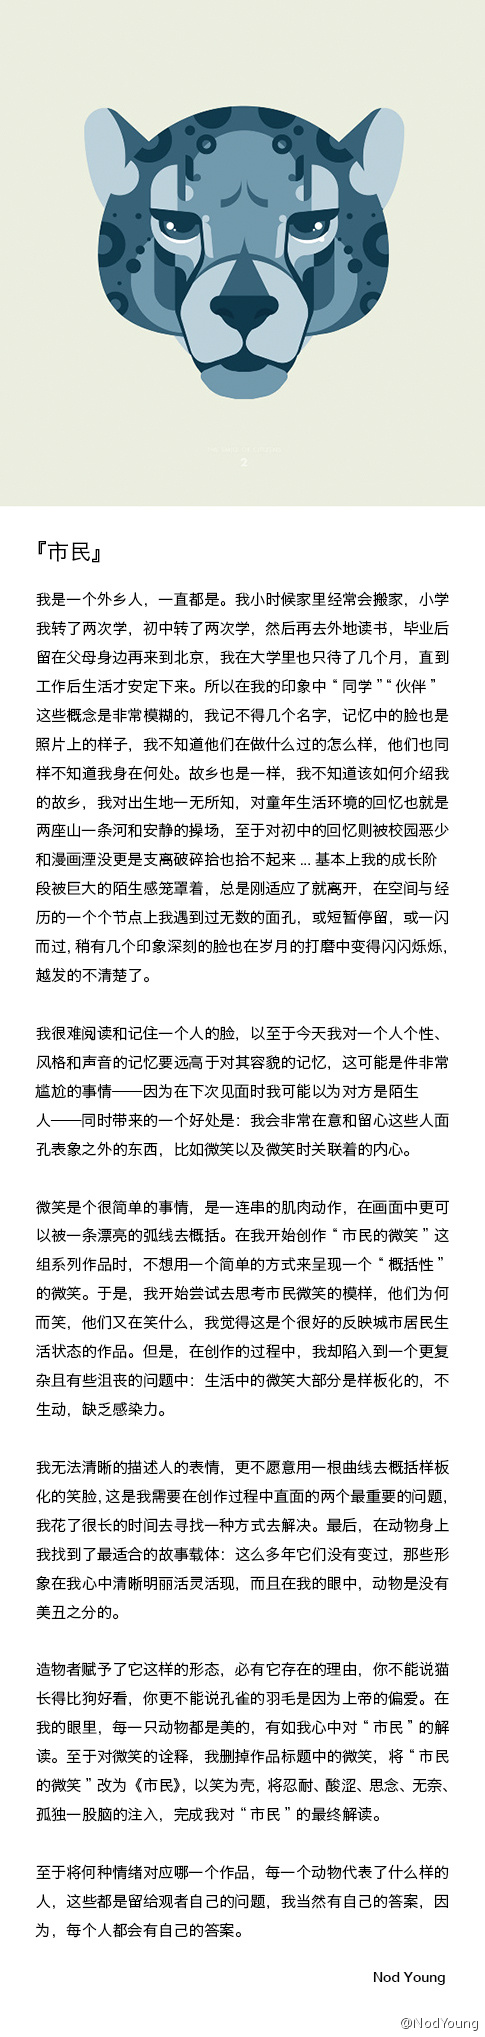 2
『市民』
我是一个外乡人，一直都是。我小时候家里经常会搬家，小学
我转了两次学，初中转了两次学，然后再去外地读书，毕业后
留在父母身边再来到北京，我在大学里也只待了几个月，直到
工作后生活才安定下来。所以在我的印象中“同学”“伙伴”
这些概念是非常模糊的，我记不得几个名字，记忆中的脸也是
照片上的样子，我不知道他们在做什么过的怎么样，他们也同
样不知道我身在何处。故乡也是一样，我不知道该如何介绍我
的故乡，我对出生地一无所知，对童年生活环境的回忆也就是
两座山一条河和安静的操场，至于对初中的回忆则被校园恶少
和漫画湮没更是支离破碎拾也拾不起来 ... 基本上我的成长阶
段被巨大的陌生感笼罩着，总是刚适应了就离开，在空间与经
历的一个个节点上我遇到过无数的面孔，或短暂停留，或一闪
而过，稍有几个印象深刻的脸也在岁月的打磨中变得闪闪烁烁，
越发的不清楚了。
我很难阅读和记住一个人的脸，以至于今天我对一个人个性、
风格和声音的记忆要远高于对其容貌的记忆，这可能是件非常
尴尬的事情——因为在下次见面时我可能以为对方是陌生
人——同时带来的一个好处是：我会非常在意和留心这些人面
孔表象之外的东西，比如微笑以及微笑时关联着的内心。
微笑是个很简单的事情，是一连串的肌肉动作，在画面中更可
以被一条漂亮的弧线去概括。在我开始创作“市民的微笑”这
组系列作品时，不想用一个简单的方式来呈现一个“概括性”
的微笑。于是，我开始尝试去思考市民微笑的模样，他们为何
而笑，他们又在笑什么，我觉得这是个很好的反映城市居民生
活状态的作品。但是，在创作的过程中，我却陷入到一个更复
杂且有些沮丧的问题中：生活中的微笑大部分是样板化的，不
生动，缺乏感染力。
我无法清晰的描述人的表情，更不愿意用一根曲线去概括样板
化的笑脸，这是我需要在创作过程中直面的两个最重要的问题，
我花了很长的时间去寻找一种方式去解决。最后，在动物身上
我找到了最适合的故事载体：这么多年它们没有变过，那些形
象在我心中清晰明丽活灵活现，而且在我的眼中，动物是没有
美丑之分的。
造物者赋予了它这样的形态，必有它存在的理由，你不能说猫
长得比狗好看，你更不能说孔雀的羽毛是因为上帝的偏爱。在
我的眼里，每一只动物都是美的，有如我心中对“市民”的解
读。至于对微笑的诠释，我删掉作品标题中的微笑，将“市民
的微笑”改为《市民》，以笑为壳，将忍耐、酸涩、思念、无奈、
孤独一股脑的注入，完成我对“市民”的最终解读。
至于将何种情绪对应哪一个作品，每一个动物代表了什么样的
人，这些都是留给观者自己的问题，我当然有自己的答案，因
为，每个人都会有自己的答案。
Nod Young
@NodYoung